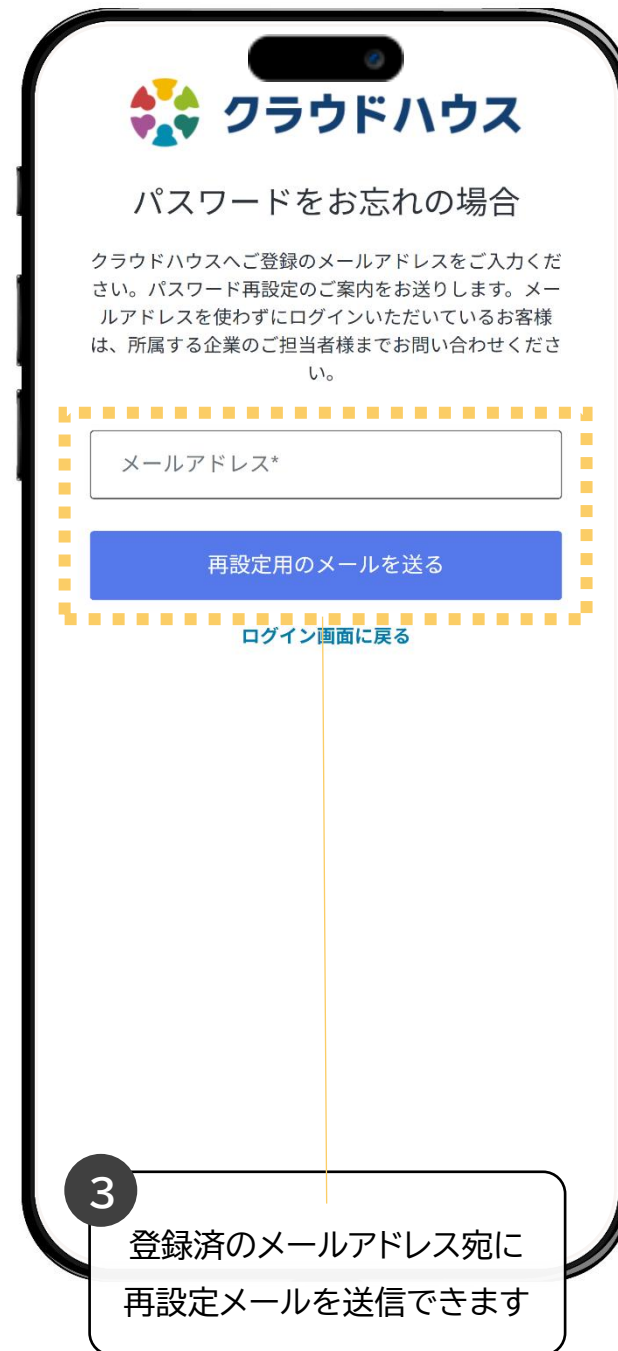 クラウドハウス
パスワードをお忘れの場合
クラウドハウスへご登録のメールアドレスをご入力くだ
さい。パスワード再設定のご案内をお送りします。メー
ルアドレスを使わずにログインいただいているお客様
は、所属する企業のご担当者様までお問い合わせくださ
い。
メールアドレス*
再設定用のメールを送る
ログイン画面に戻る
3
登録済のメールアドレス宛に
再設定メールを送信できます